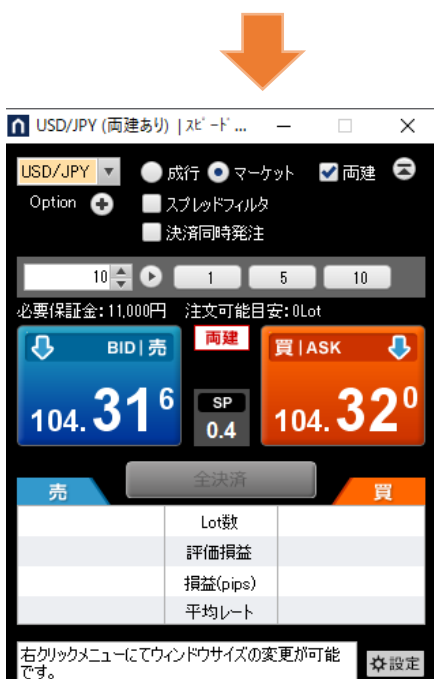 USD/JPY (両建あり) | ｽﾋﾟｰﾄﾞ...
USD/JPY 成行 マーケット 両建
Option スプレッドフィルタ
決済同時発注
10 1 5 10
必要保証金: 11,000円 注文可能目安: 0Lot
BID | 売 両建 買 | ASK
104.316 SP 104.320
0.4
全決済
売 買
Lot数
評価損益
損益(pips)
平均レート
右クリックメニューにてウィンドウサイズの変更が可能
です。
設定